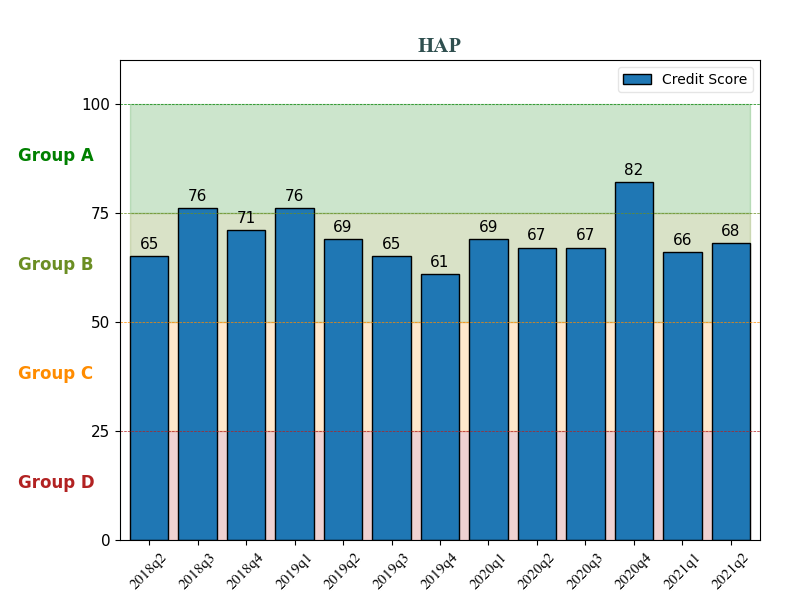 HAP
Credit Score
100
75
50
25
0
Group A
Group B
Group C
Group D
65
76
71
76
69
65
61
69
67
67
82
66
68
2018q2
2018q3
2018q4
2019q1
2019q2
2019q3
2019q4
2020q1
2020q2
2020q3
2020q4
2021q1
2021q2